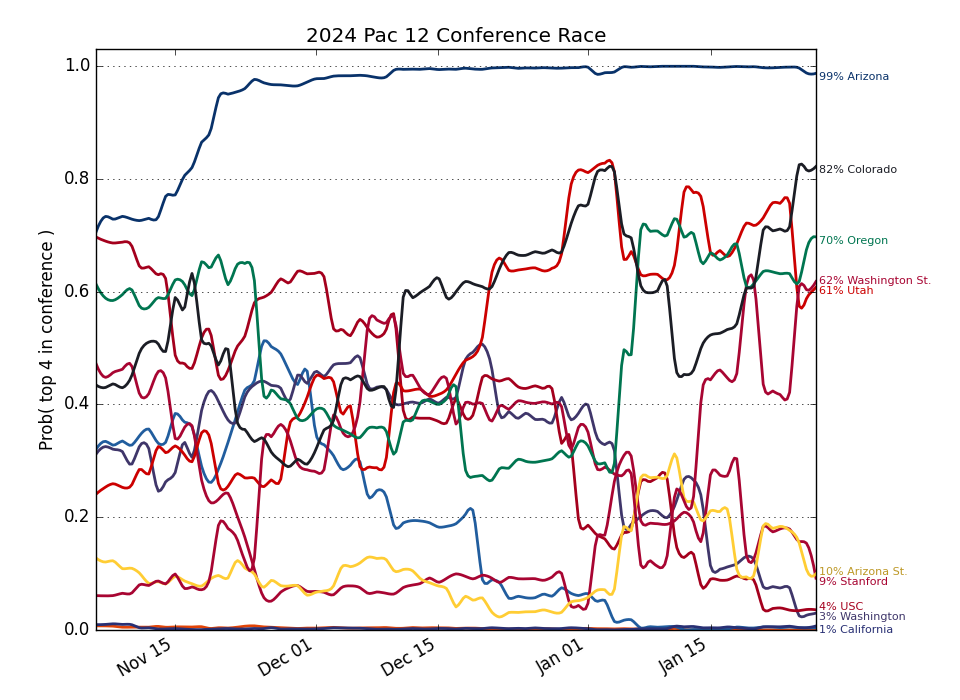 2024 Pac 12 Conference Race
Prob( top 4 in conference )
1.0
0.8
0.6
0.4
0.2
0.0
Nov 15
Dec 01
Dec 15
Jan 01
Jan 15
99% Arizona
82% Colorado
70% Oregon
62% Washington St.
61% Utah
10% Arizona St.
9% Stanford
4% USC
3% Washington
1% California